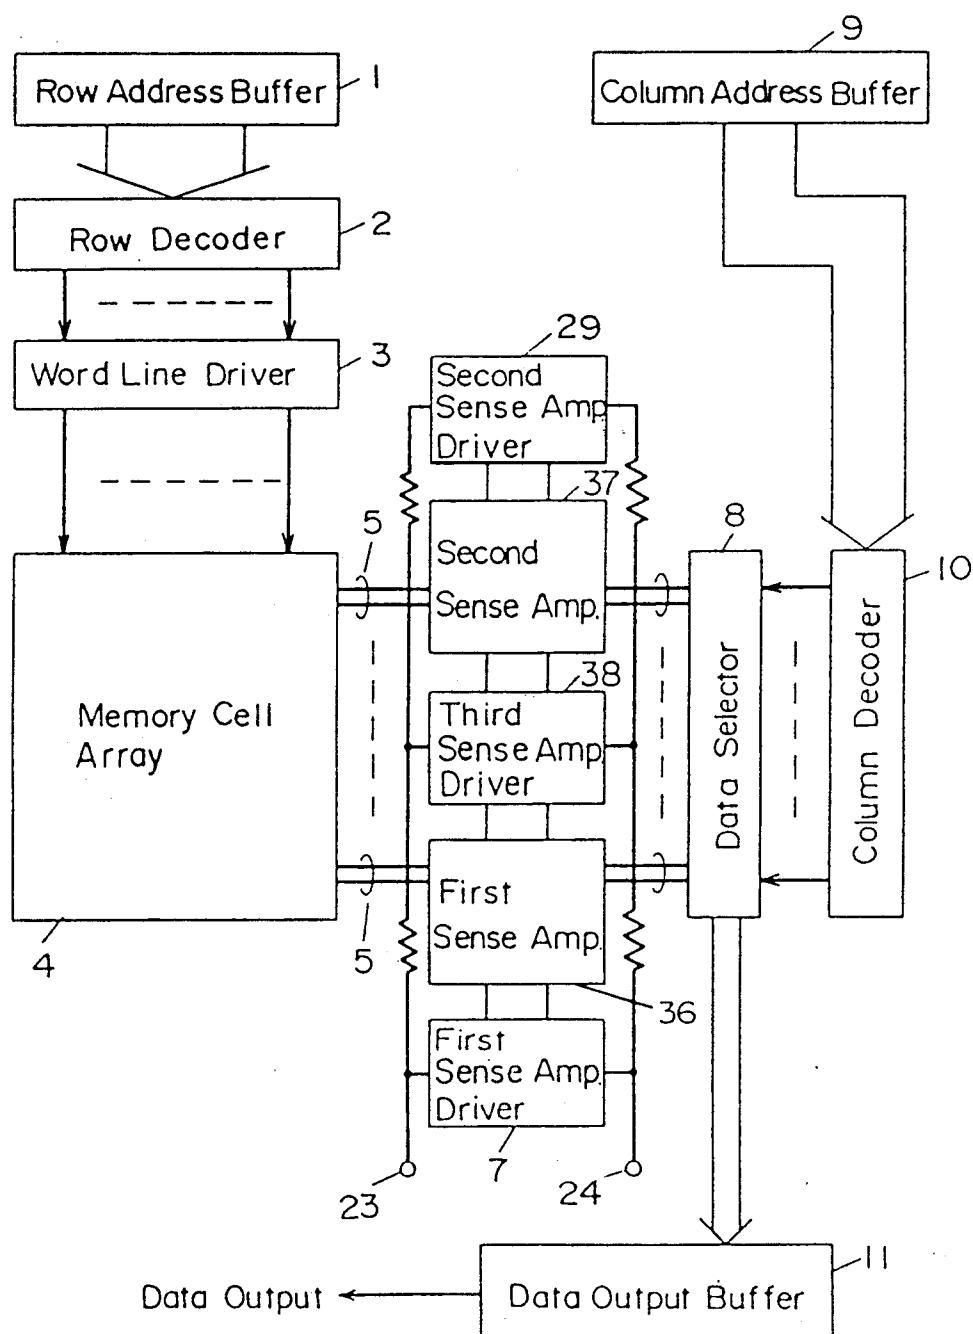 9
1
Row Address Buffer
Column Address Buffer
2
Row Decoder
29
3
Word Line Driver
Second
Sense Amp.
Driver
37
5
8
10
Second
Sense Amp.
38
Memory Cell
Array
Third
Sense Amp.
Driver
Data Selector
Column Decoder
First
Sense Amp.
4
5
36
First
Sense Amp.
Driver
7
23
24
11
Data Output
Data Output Buffer